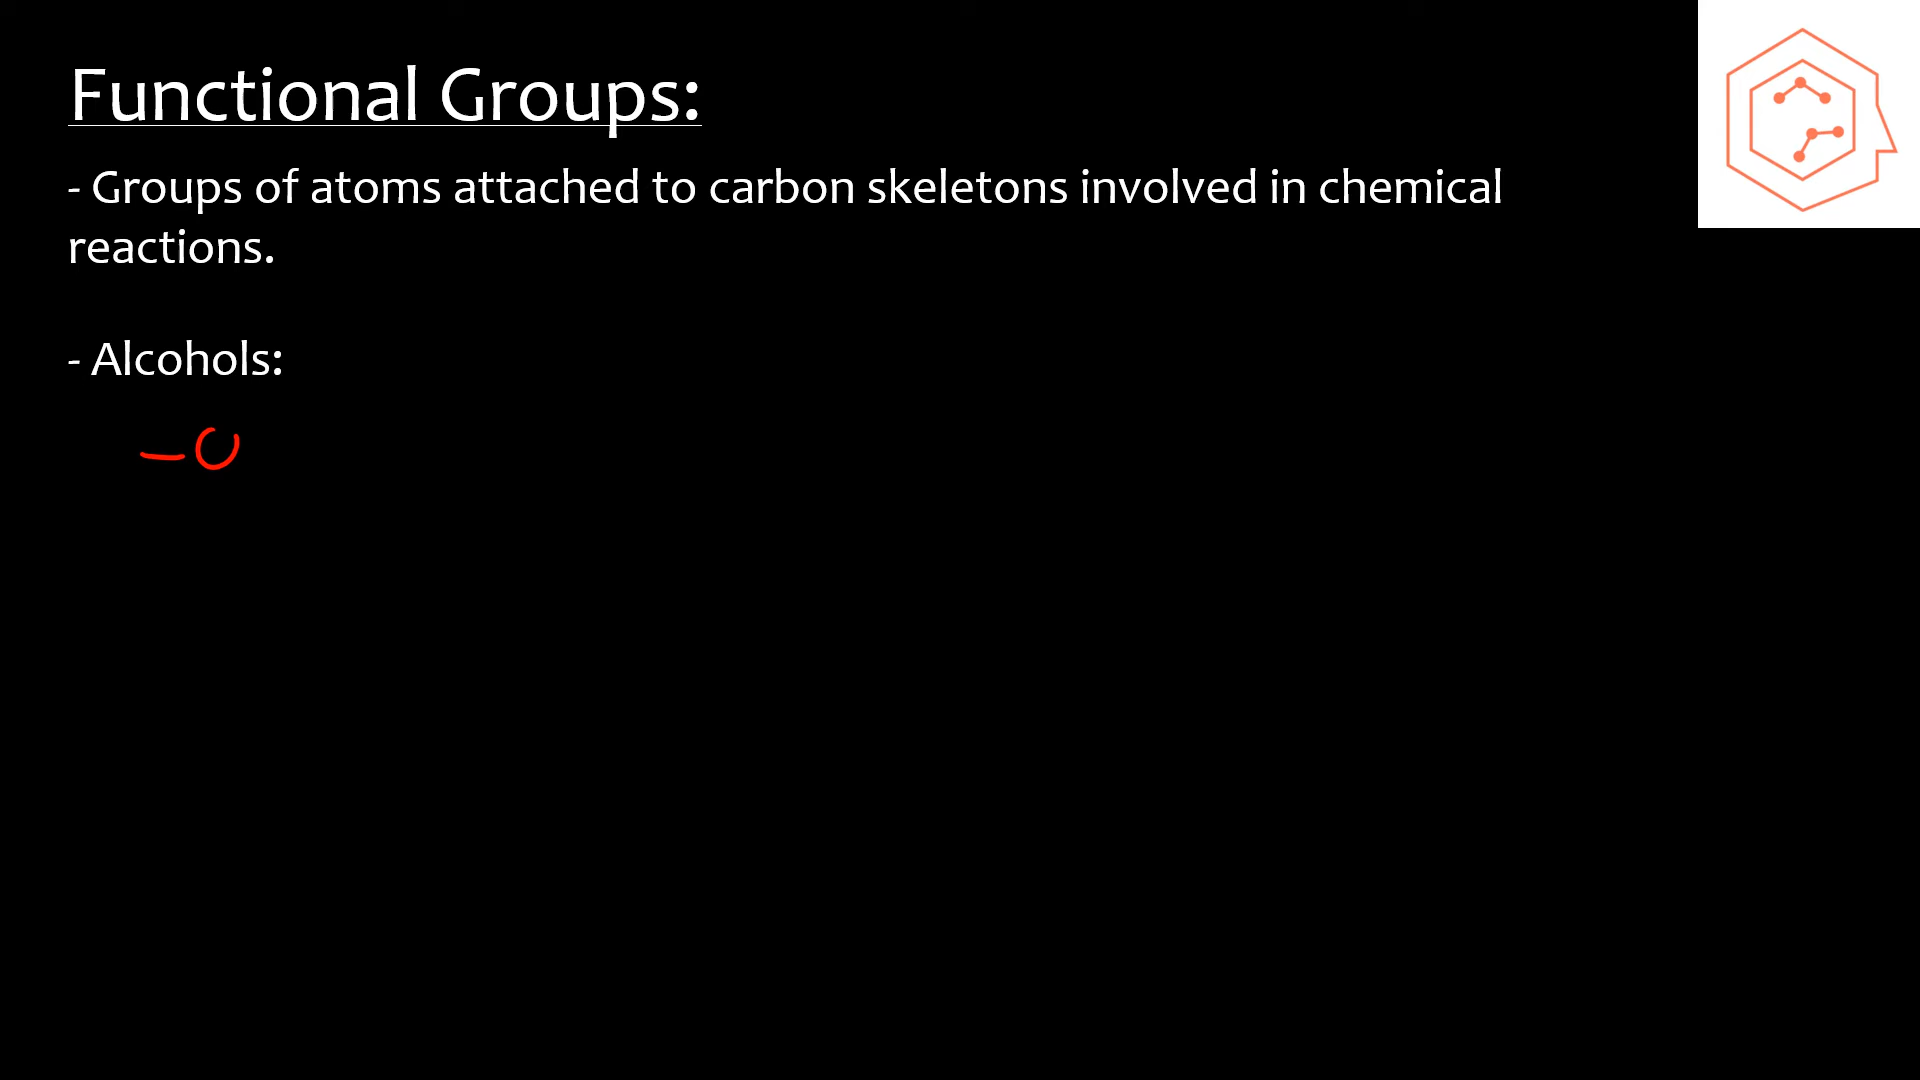 Functional Groups:
- Groups of atoms attached to carbon skeletons involved in chemical
reactions.
- Alcohols:
—O